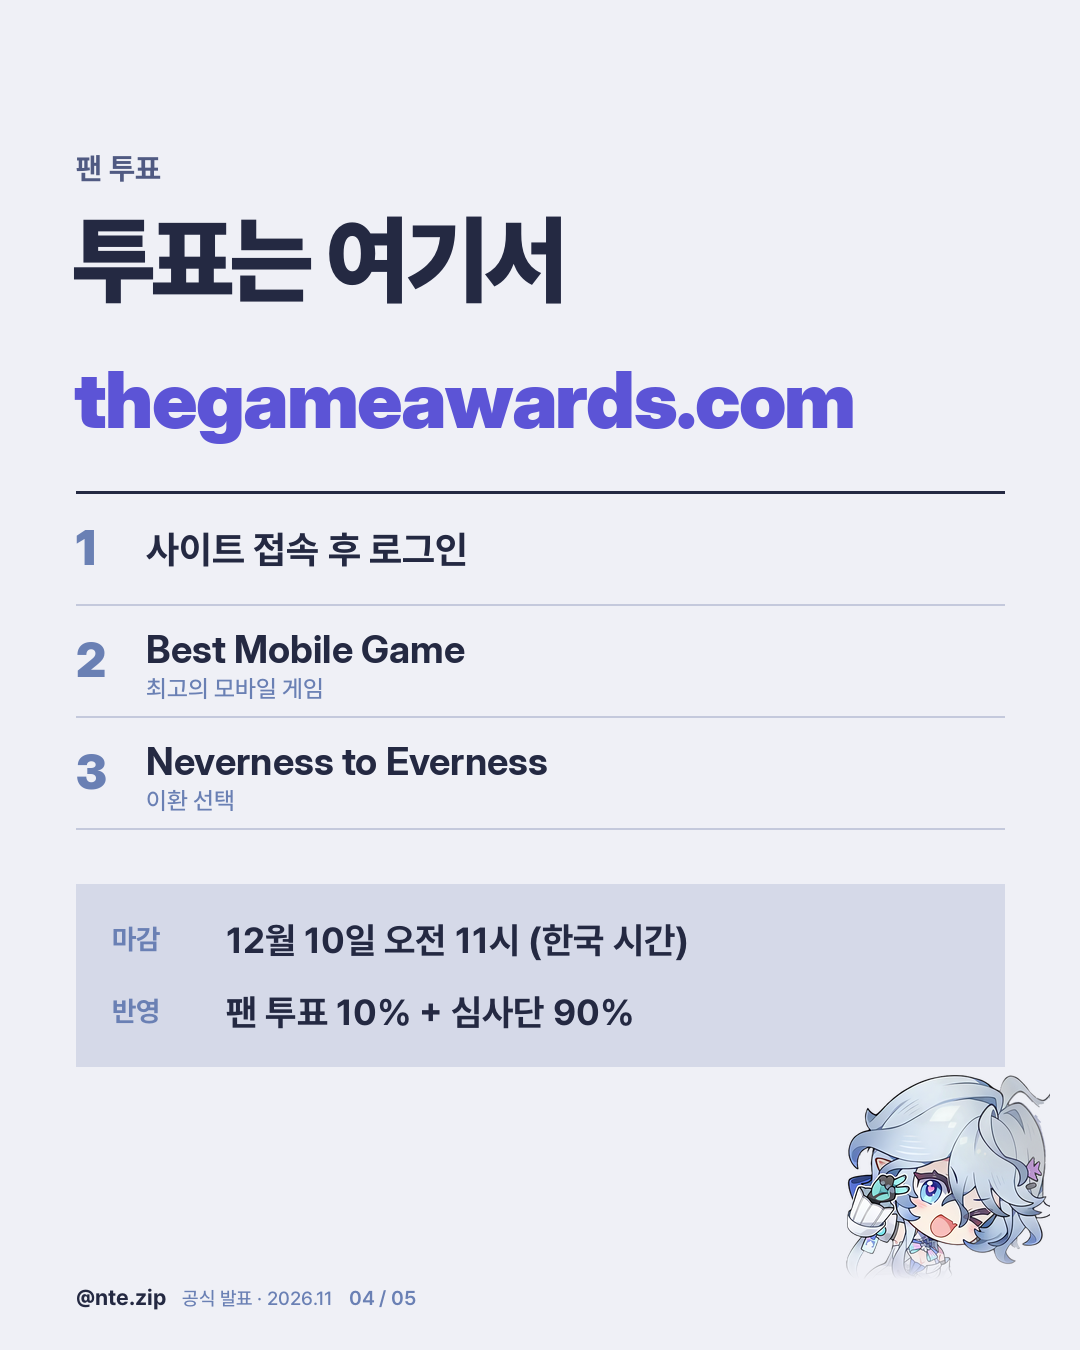 팬 투표
투표는 여기서
thegameawards.com
1 사이트 접속 후 로그인
2 Best Mobile Game
최고의 모바일 게임
3 Neverness to Everness
이환 선택
마감 12월 10일 오전 11시 (한국 시간)
반영 팬 투표 10% + 심사단 90%
@nte.zip 공식 발표 · 2026.11 04 / 05